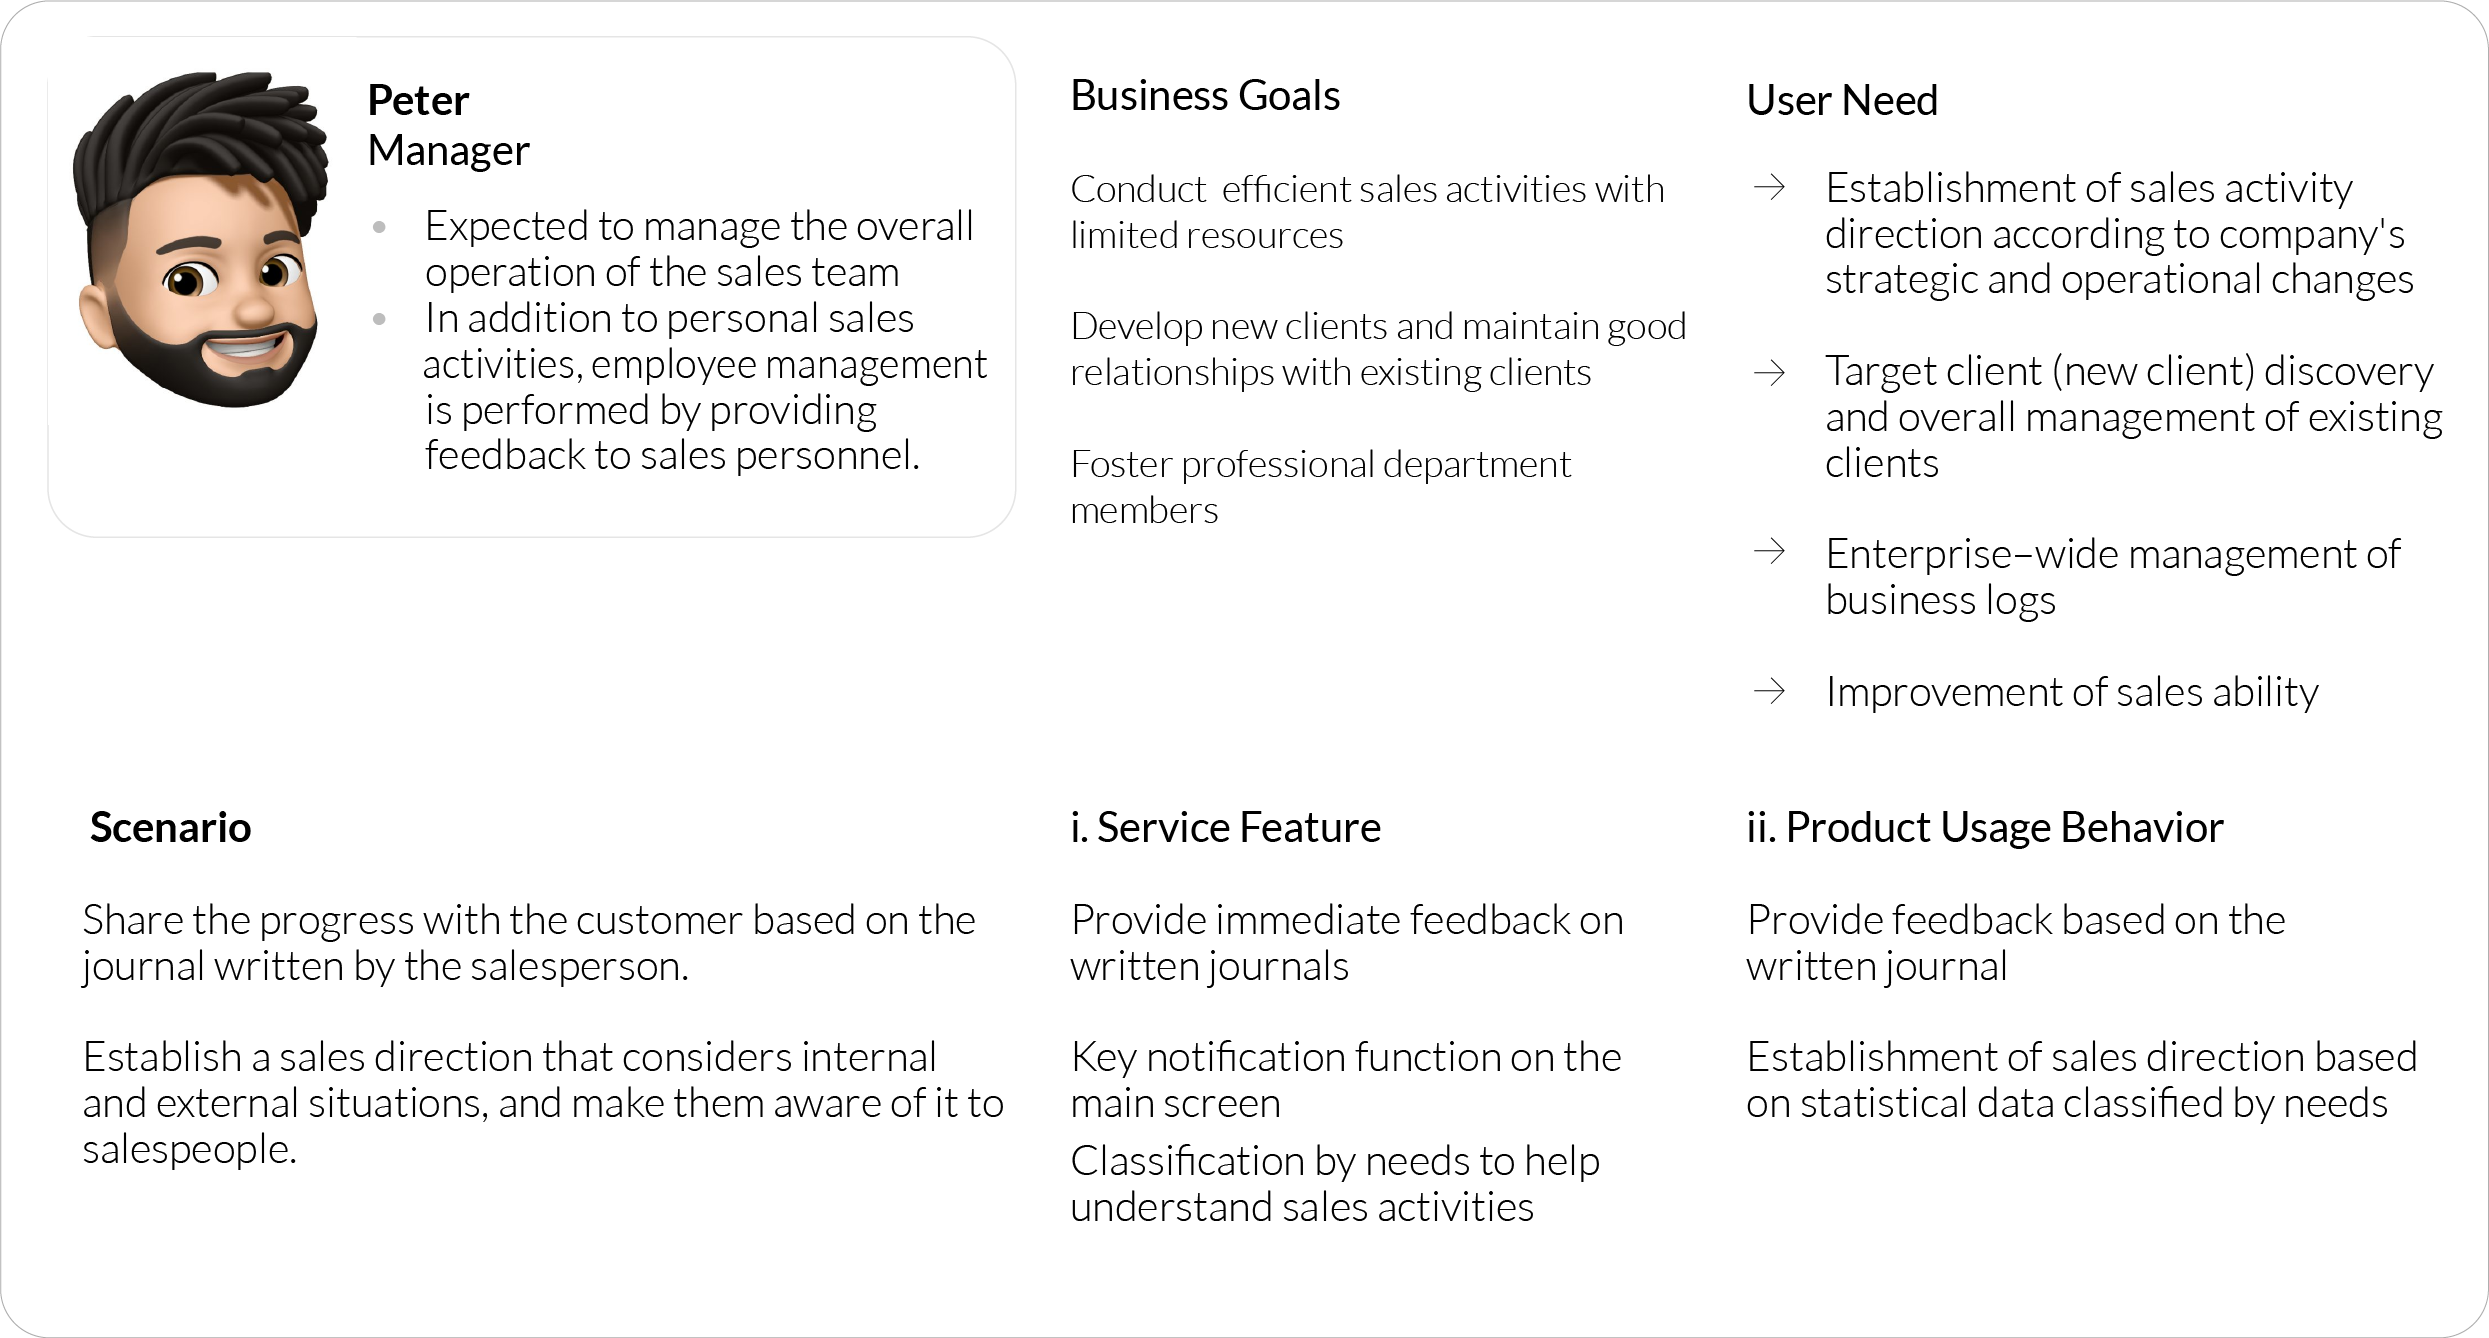 Peter
Manager
Expected to manage the overall
operation of the sales team
In addition to personal sales
activities, employee management
is performed by providing
feedback to sales personnel.
Business Goals
Conduct  efficient sales activities with
limited resources
Develop new clients and maintain good
relationships with existing clients
Foster professional department
members
User Need
→ Establishment of sales activity
direction according to company's
strategic and operational changes
→ Target client (new client) discovery
and overall management of existing
clients
→ Enterprise–wide management of
business logs
→ Improvement of sales ability
Scenario
Share the progress with the customer based on the
journal written by the salesperson.
Establish a sales direction that considers internal
and external situations, and make them aware of it to
salespeople.
i. Service Feature
Provide immediate feedback on
written journals
Key notification function on the
main screen
Classification by needs to help
understand sales activities
ii. Product Usage Behavior
Provide feedback based on the
written journal
Establishment of sales direction based
on statistical data classified by needs